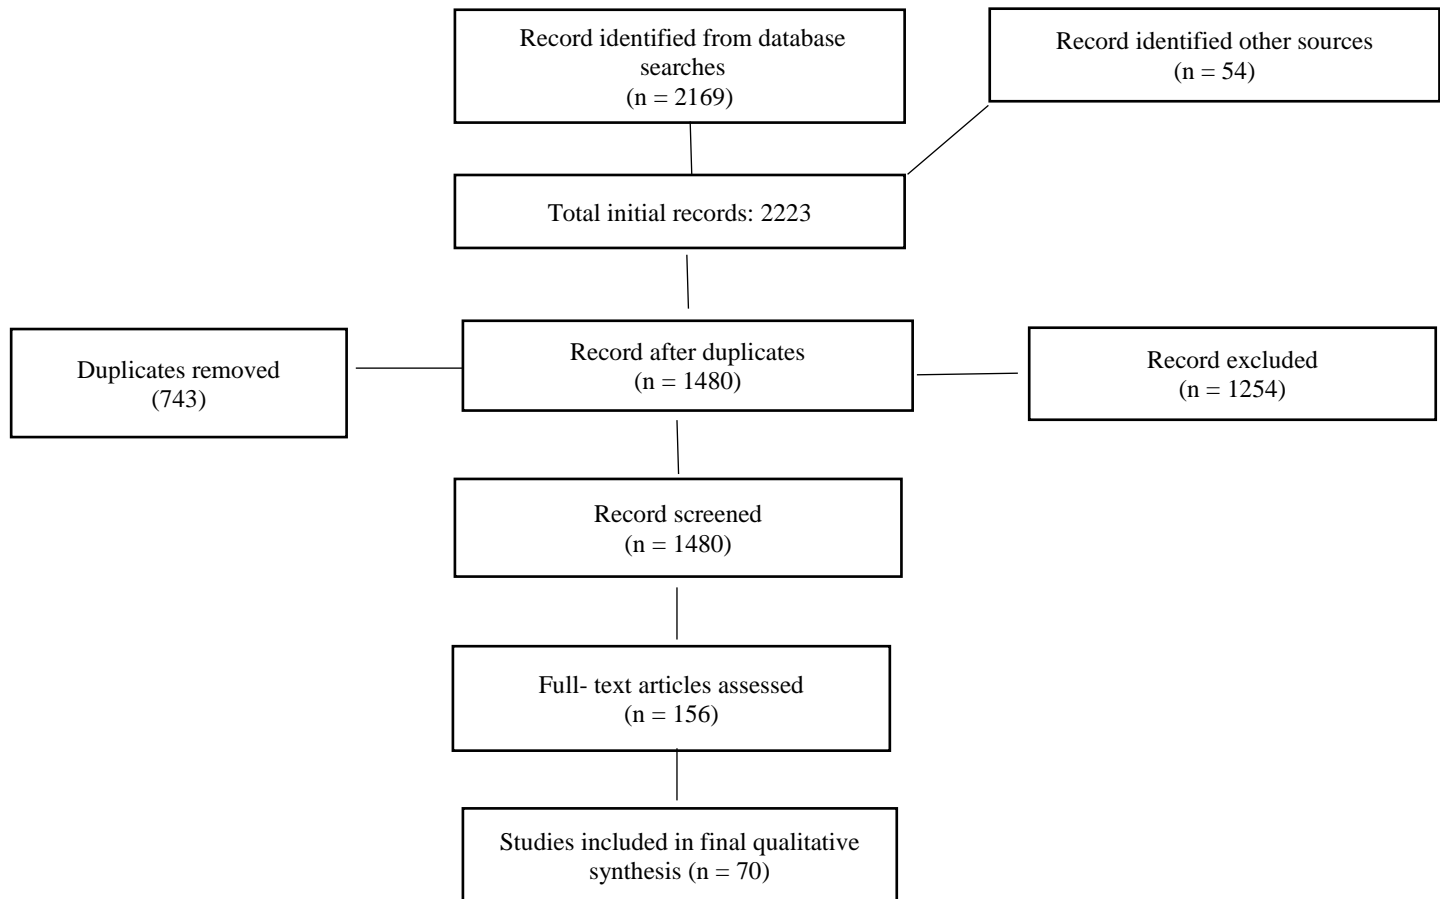 Record identified from database
searches
(n = 2169)
Record identified other sources
(n = 54)
Total initial records: 2223
Duplicates removed
(743)
Record after duplicates
(n = 1480)
Record excluded
(n = 1254)
Record screened
(n = 1480)
Full- text articles assessed
(n = 156)
Studies included in final qualitative
synthesis (n = 70)